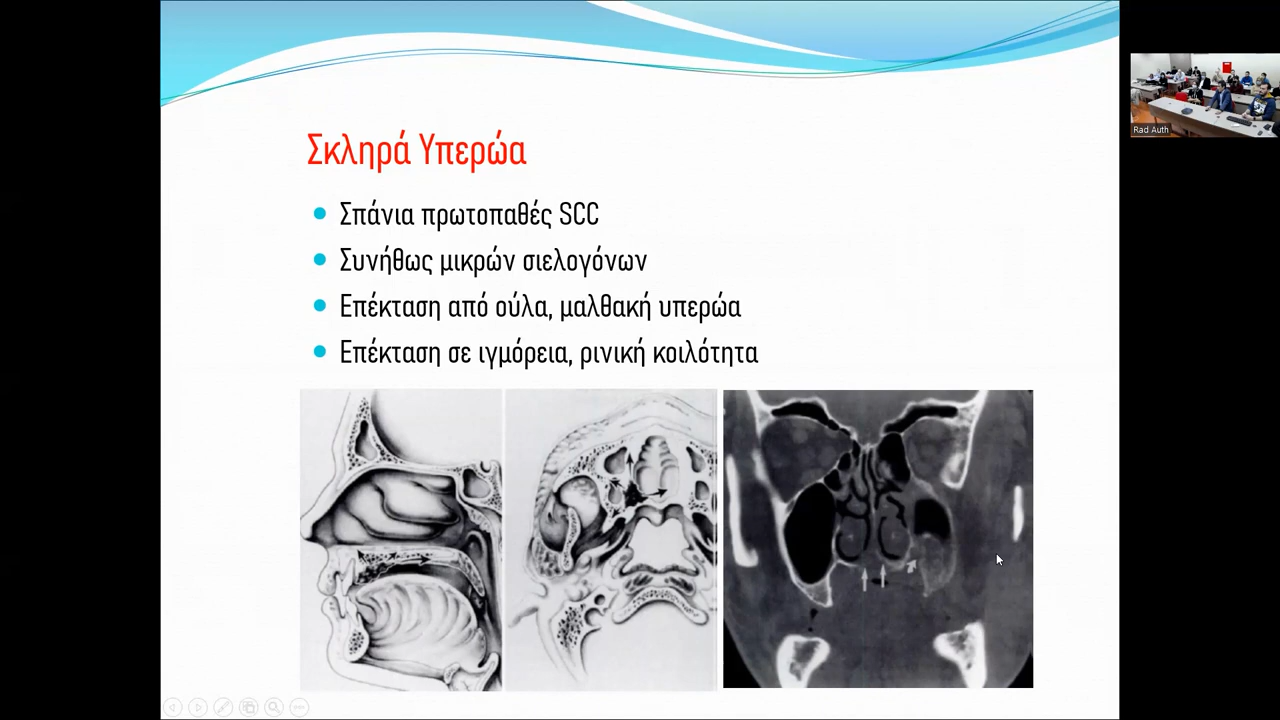 Σκληρά Υπερώα
Σπάνια πρωτοπαθές SCC
Συνήθως μικρών σιελογόνων
Επέκταση από ούλα, μαλθακή υπερώα
Επέκταση σε ιγμόρεια, ρινική κοιλότητα
Rad Auth